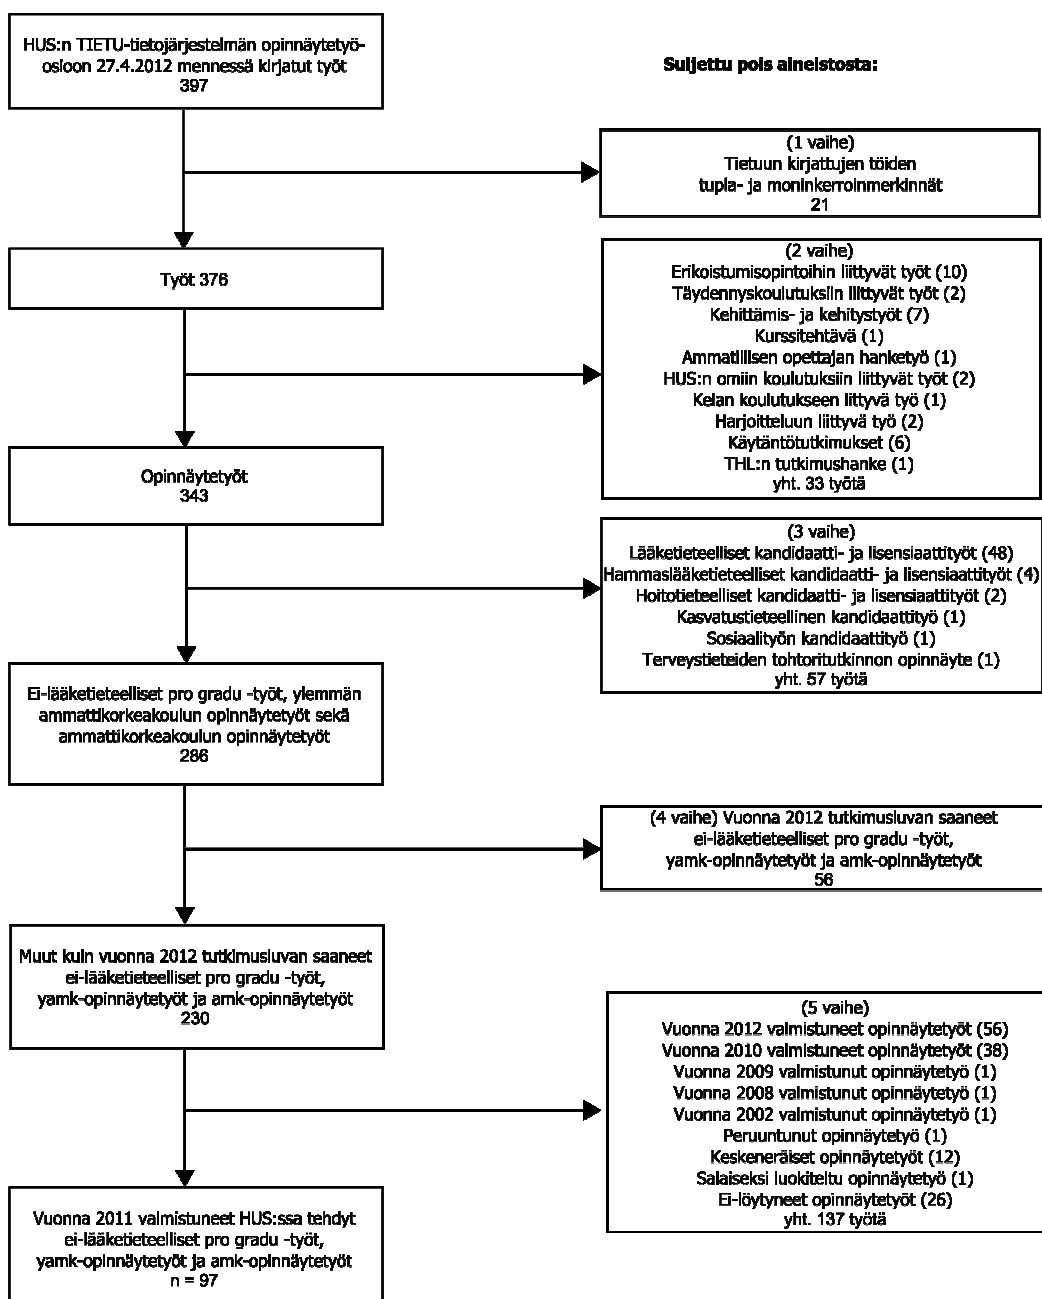 HUS:n TIETU-tietojärjestelmän opinnäytetyö-
osioon 27.4.2012 mennessä kirjatut työt
397
Suljettu pois aineistosta:
(1 vaihe)
Tietuun kirjattujen töiden
tupla- ja moninkerroinmerkinnät
21
Työt 376
(2 vaihe)
Erikoistumisopintoihin liittyvät työt (10)
Täydennyskoulutuksiin liittyvät työt (2)
Kehittämis- ja kehitystyöt (7)
Kurssitehtävä (1)
Ammatillisen opettajan hanketyö (1)
HUS:n omiin koulutuksiin liittyvät työt (2)
Kelan koulutukseen littyvä työ (1)
Harjoitteluun liittyvä työ (2)
Käytäntötutkimukset (6)
THL:n tutkimushanke (1)
yht. 33 työtä
Opinnäytetyöt
343
(3 vaihe)
Lääketieteelliset kandidaatti- ja lisensiaattityöt (48)
Hammaslääketieteelliset kandidaatti- ja lisensiaattityöt (4)
Hoitotieteelliset kandidaatti- ja lisensiaattityöt (2)
Kasvatustieteellinen kandidaattityö (1)
Sosiaalityön kandidaattityö (1)
Terveystieteiden tohtoritutkinnon opinnäyte (1)
yht. 57 työtä
Ei-lääketieteelliset pro gradu -työt, ylemmän
ammattikorkeakoulun opinnäytetyöt sekä
ammattikorkeakoulun opinnäytetyöt
286
(4 vaihe) Vuonna 2012 tutkimusluvan saaneet
ei-lääketieteelliset pro gradu -työt,
yamk-opinnäytetyöt ja amk-opinnäytetyöt
56
Muut kuin vuonna 2012 tutkimusluvan saaneet
ei-lääketieteelliset pro gradu -työt,
yamk-opinnäytetyöt ja amk-opinnäytetyöt
230
(5 vaihe)
Vuonna 2012 valmistuneet opinnäytetyöt (56)
Vuonna 2010 valmistuneet opinnäytetyöt (38)
Vuonna 2009 valmistunut opinnäytetyö (1)
Vuonna 2008 valmistunut opinnäytetyö (1)
Vuonna 2002 valmistunut opinnäytetyö (1)
Peruuntunut opinnäytetyö (1)
Keskeneräiset opinnäytetyöt (12)
Salaiseksi luokiteltu opinnäytetyö (1)
Ei-löytyneet opinnäytetyöt (26)
yht. 137 työtä
Vuonna 2011 valmistuneet HUS:ssa tehdyt
ei-lääketieteelliset pro gradu -työt,
yamk-opinnäytetyöt ja amk-opinnäytetyöt
n = 97